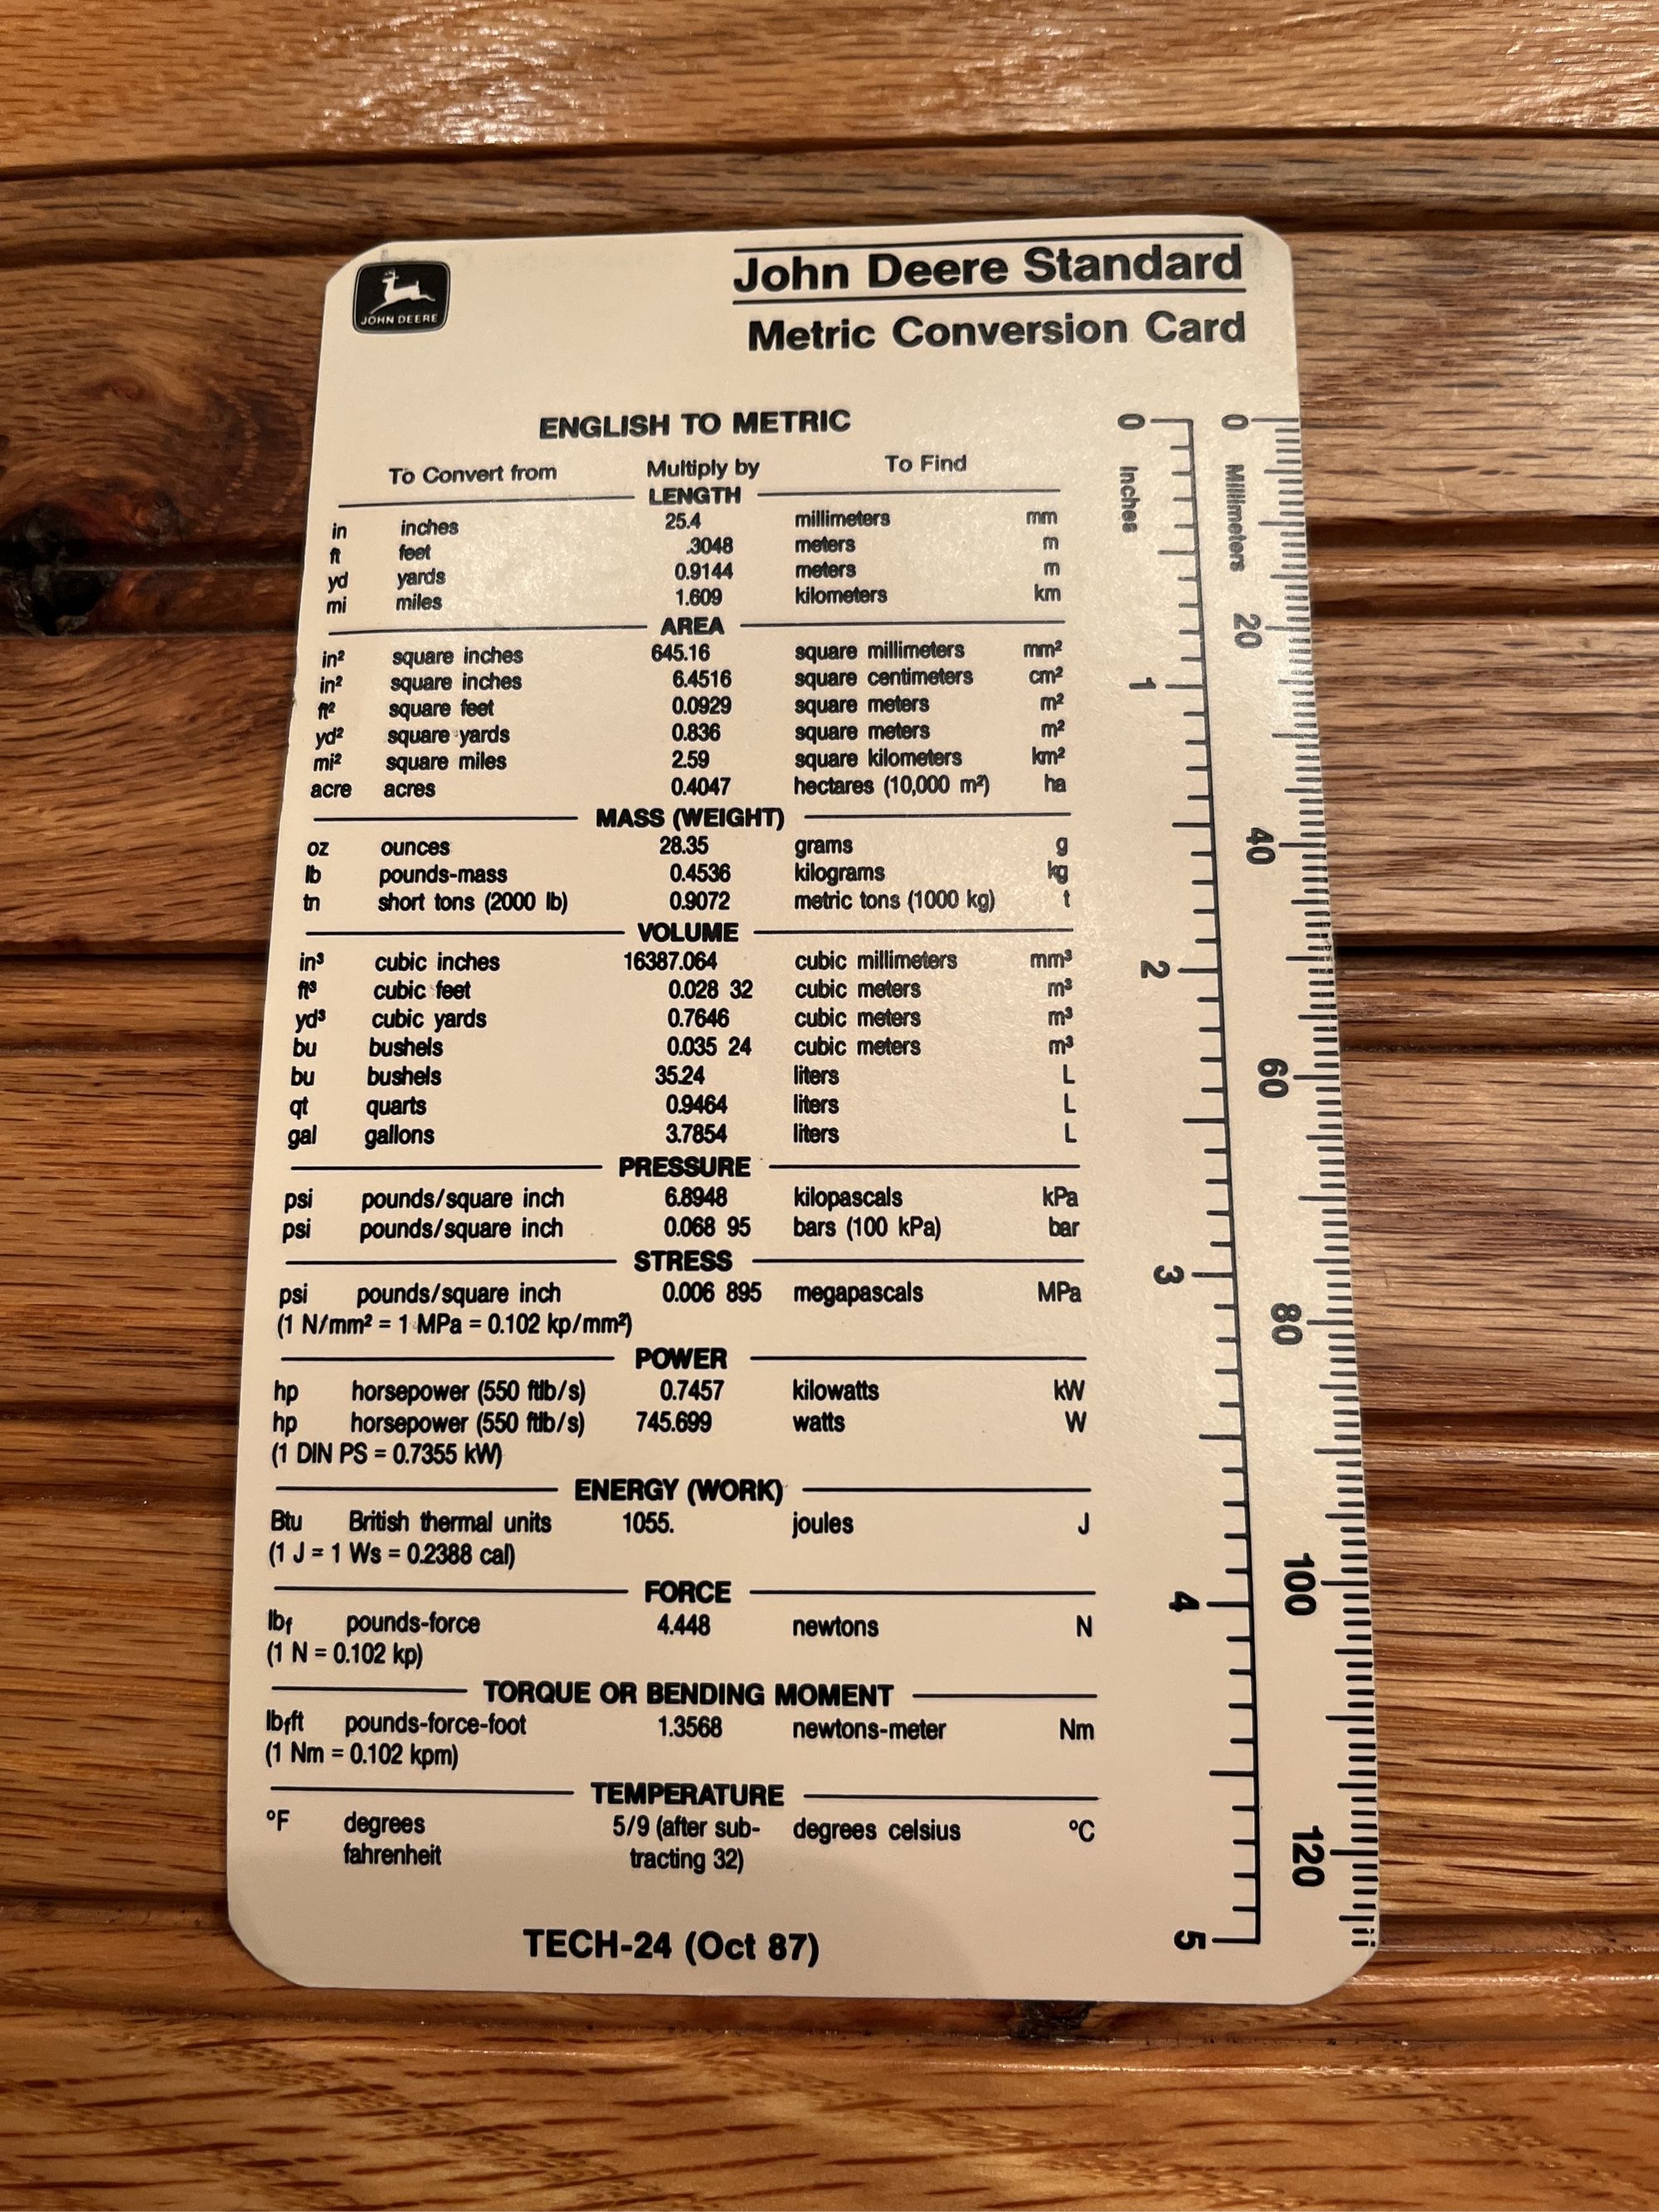 JOHN DEERE
John Deere Standard
Metric Conversion Card
ENGLISH TO METRIC
To Convert from Multiply by To Find
LENGTH
in inches 25.4 millimeters mm
ft feet .3048 meters m
yd yards 0.9144 meters m
mi miles 1.609 kilometers km
AREA
in² square inches 645.16 square millimeters mm²
in² square inches 6.4516 square centimeters cm²
ft² square feet 0.0929 square meters m²
yd² square yards 0.836 square meters m²
mi² square miles 2.59 square kilometers km²
acre acres 0.4047 hectares (10,000 m²) ha
MASS (WEIGHT)
oz ounces 28.35 grams g
lb pounds-mass 0.4536 kilograms kg
tn short tons (2000 lb) 0.9072 metric tons (1000 kg) t
VOLUME
in³ cubic inches 16387.064 cubic millimeters mm³
ft³ cubic feet 0.028 32 cubic meters m³
yd³ cubic yards 0.7646 cubic meters m³
bu bushels 0.035 24 cubic meters m³
bu bushels 35.24 liters L
qt quarts 0.9464 liters L
gal gallons 3.7854 liters L
PRESSURE
psi pounds/square inch 6.8948 kilopascals kPa
psi pounds/square inch 0.068 95 bars (100 kPa) bar
STRESS
psi pounds/square inch 0.006 895 megapascals MPa
(1 N/mm² = 1 MPa = 0.102 kp/mm²)
POWER
hp horsepower (550 ftlb/s) 0.7457 kilowatts kW
hp horsepower (550 ftlb/s) 745.699 watts W
(1 DIN PS = 0.7355 kW)
ENERGY (WORK)
Btu British thermal units 1055. joules J
(1 J = 1 Ws = 0.2388 cal)
FORCE
lbf pounds-force 4.448 newtons N
(1 N = 0.102 kp)
TORQUE OR BENDING MOMENT
lbfft pounds-force-foot 1.3568 newtons-meter Nm
(1 Nm = 0.102 kpm)
TEMPERATURE
°F degrees 5/9 (after sub- degrees celsius °C
fahrenheit tracting 32)
TECH-24 (Oct 87)
0 Inches 1 2 3 4 5
0 Millimeters 20 40 60 80 100 120